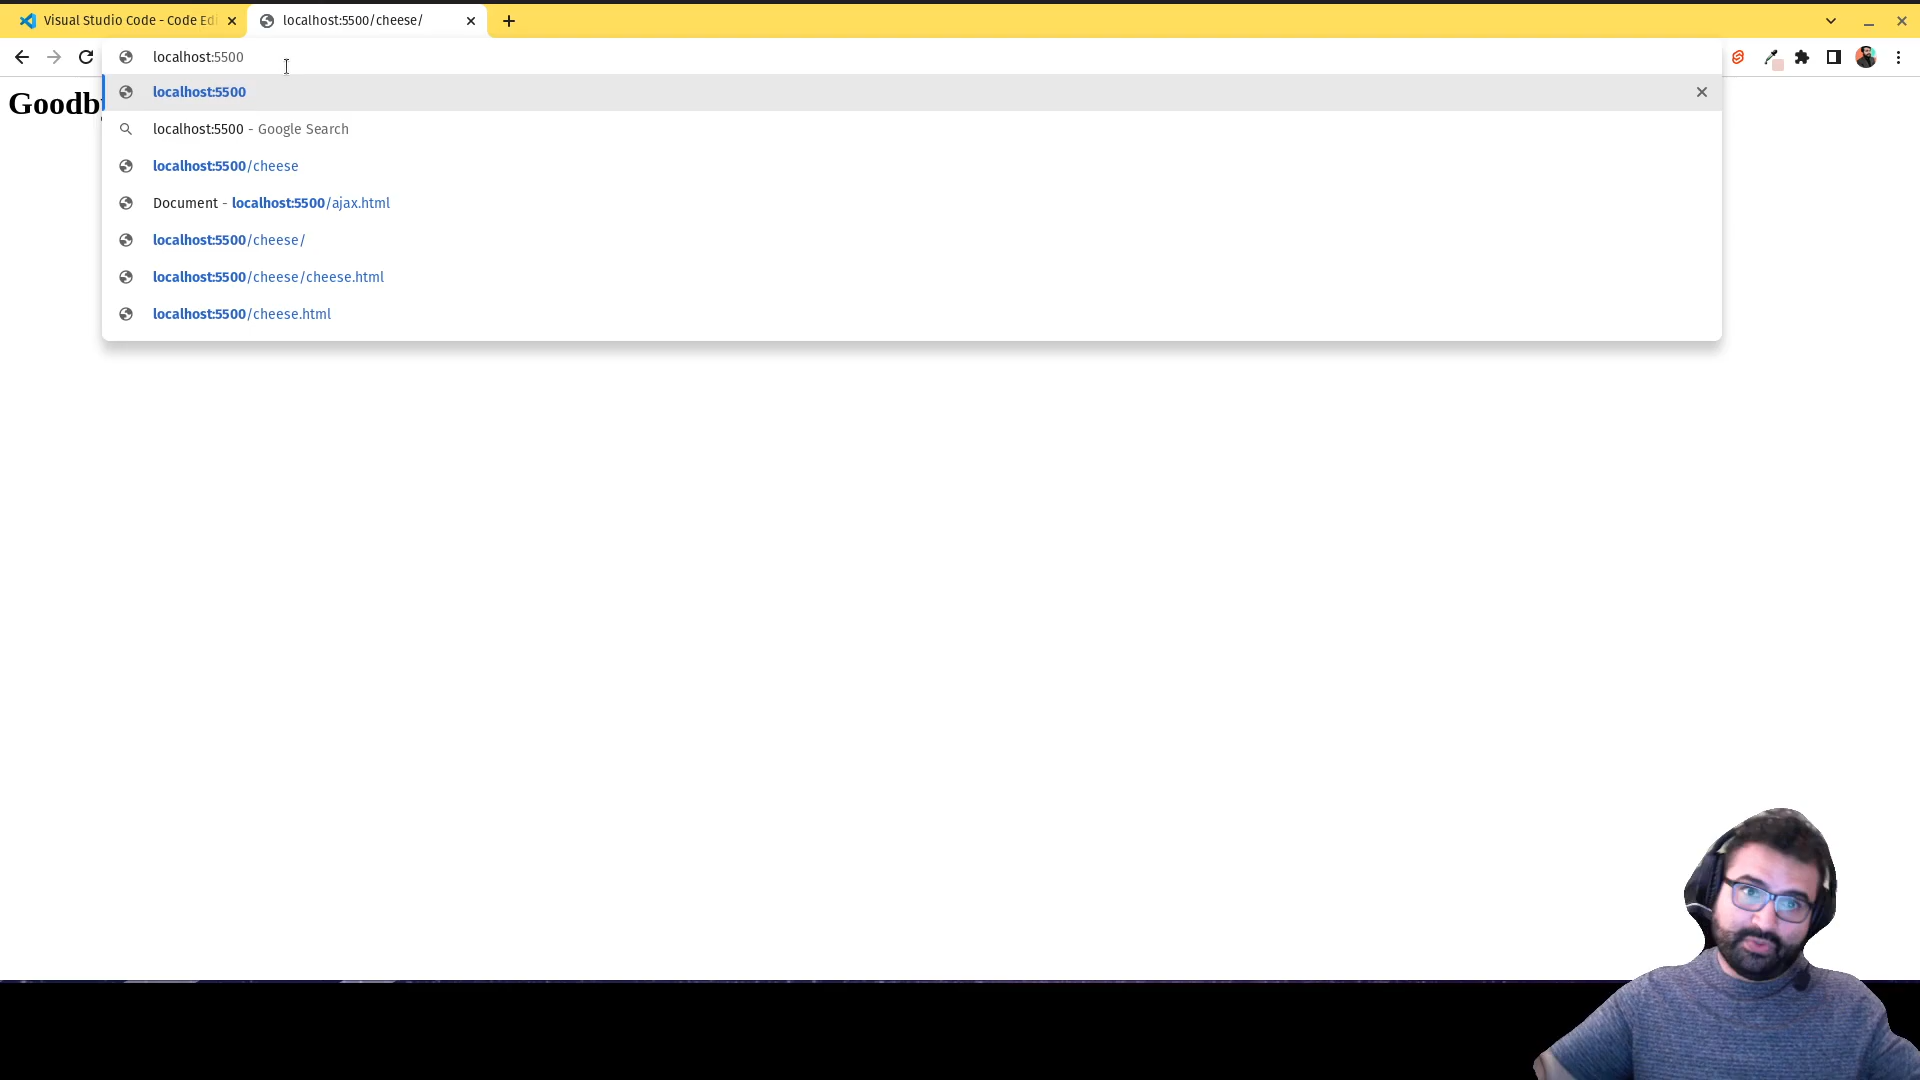 Visual Studio Code - Code Edi
localhost:5500/cheese/
localhost:5500
Goodb
localhost:5500
localhost:5500 - Google Search
localhost:5500/cheese
Document - localhost:5500/ajax.html
localhost:5500/cheese/
localhost:5500/cheese/cheese.html
localhost:5500/cheese.html